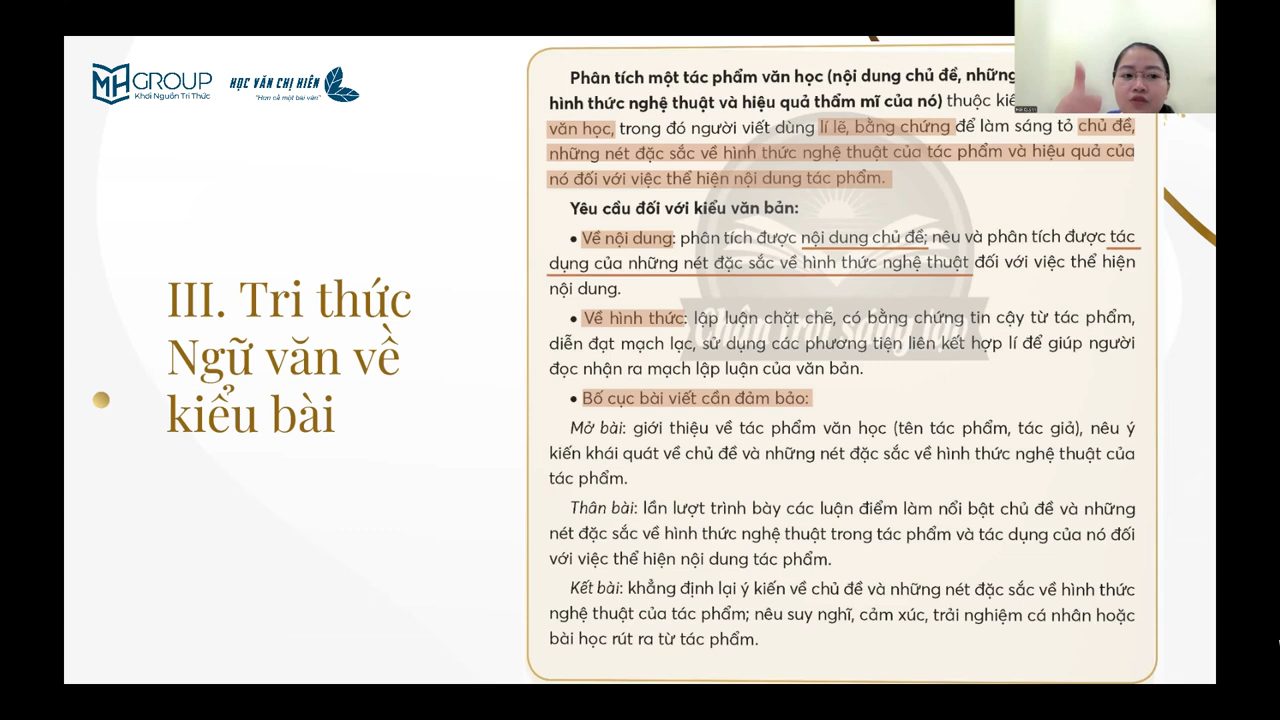 MH GROUP
Khơi Nguồn Tri Thức
HỌC VĂN CHỊ HIÊN
"Hơn cả một bài văn"
III. Tri thức
Ngữ văn về
kiểu bài
Phân tích một tác phẩm văn học (nội dung chủ đề, những
hình thức nghệ thuật và hiệu quả thẩm mĩ của nó) thuộc
văn học, trong đó người viết dùng lí lẽ, bằng chứng để làm sáng tỏ chủ đề,
những nét đặc sắc về hình thức nghệ thuật của tác phẩm và hiệu quả của
nó đối với việc thể hiện nội dung tác phẩm.
Yêu cầu đối với kiểu văn bản:
• Về nội dung: phân tích được nội dung chủ đề; nêu và phân tích được tác
dụng của những nét đặc sắc về hình thức nghệ thuật đối với việc thể hiện
nội dung.
• Về hình thức: lập luận chặt chẽ, có bằng chứng tin cậy từ tác phẩm,
diễn đạt mạch lạc, sử dụng các phương tiện liên kết hợp lí để giúp người
đọc nhận ra mạch lập luận của văn bản.
• Bố cục bài viết cần đảm bảo:
Mở bài: giới thiệu về tác phẩm văn học (tên tác phẩm, tác giả), nêu ý
kiến khái quát về chủ đề và những nét đặc sắc về hình thức nghệ thuật của
tác phẩm.
Thân bài: lần lượt trình bày các luận điểm làm nổi bật chủ đề và những
nét đặc sắc về hình thức nghệ thuật trong tác phẩm và tác dụng của nó đối
với việc thể hiện nội dung tác phẩm.
Kết bài: khẳng định lại ý kiến về chủ đề và những nét đặc sắc về hình thức
nghệ thuật của tác phẩm; nêu suy nghĩ, cảm xúc, trải nghiệm cá nhân hoặc
bài học rút ra từ tác phẩm.
Chân trời sáng tạo